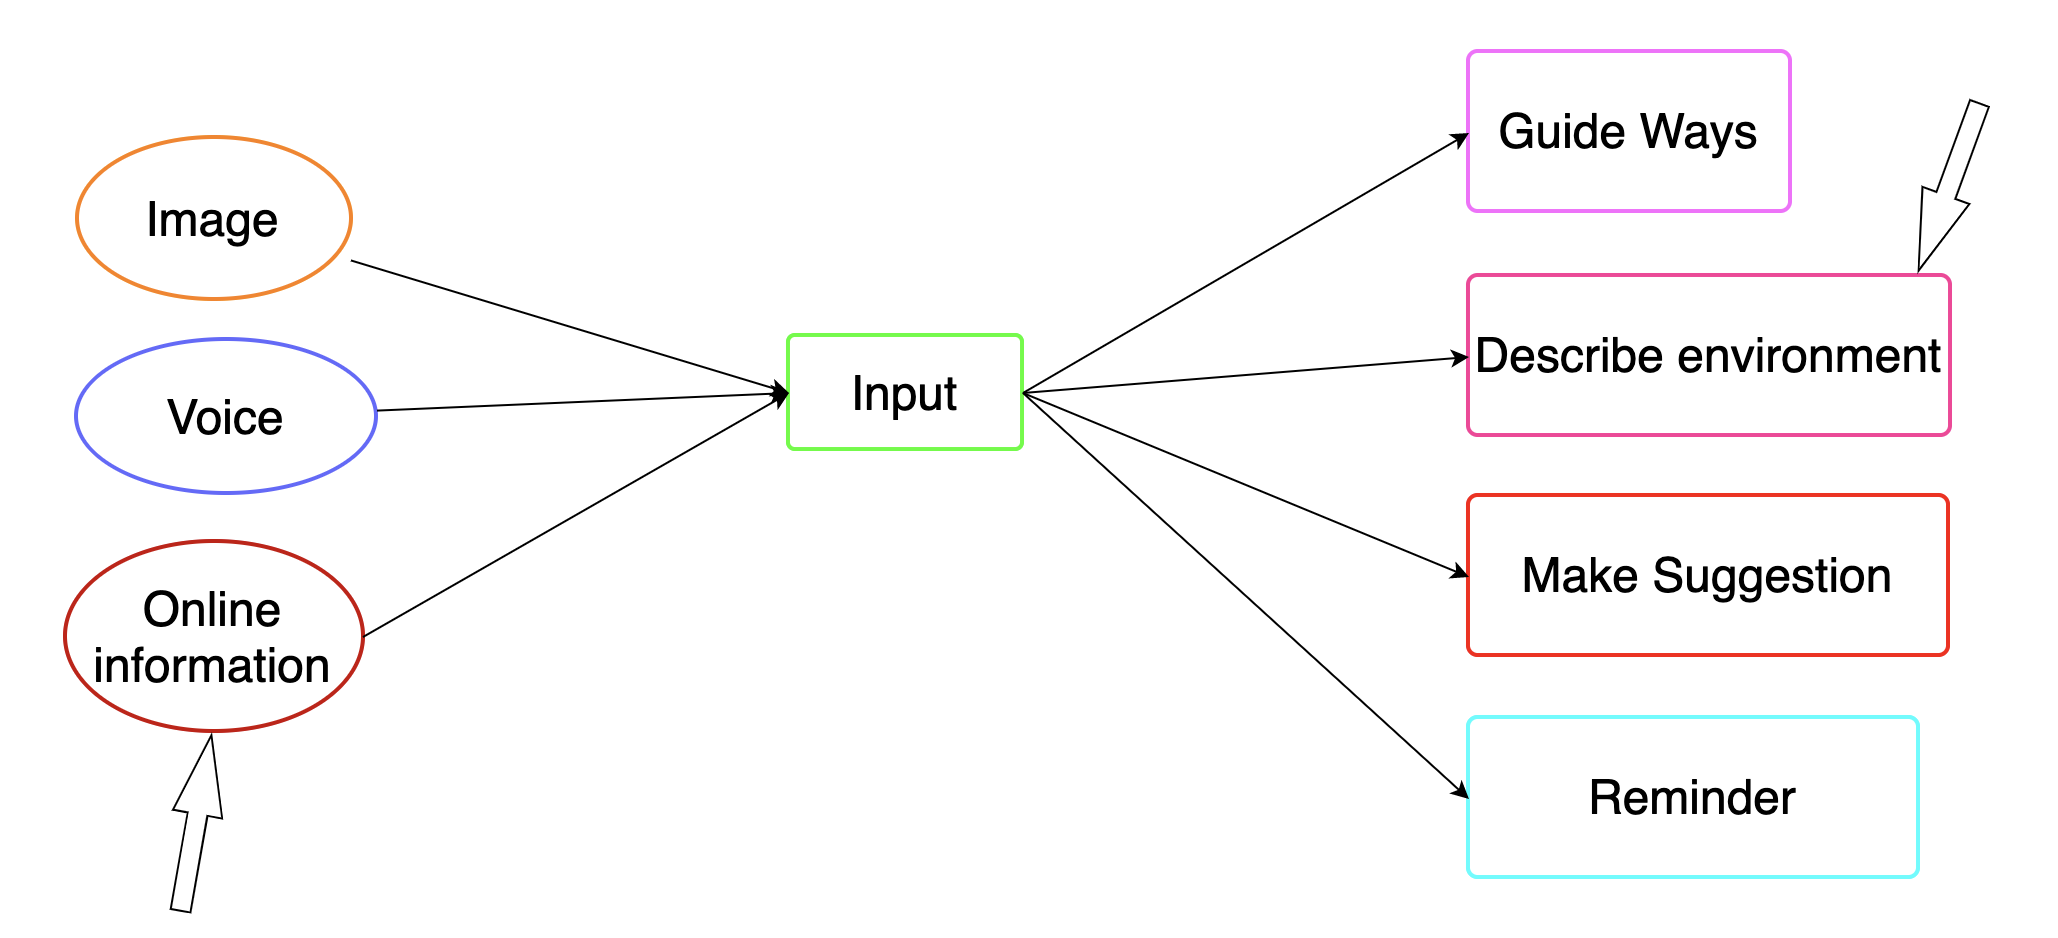 Image
Voice
Online
information
Input
Guide Ways
Describe environment
Make Suggestion
Reminder